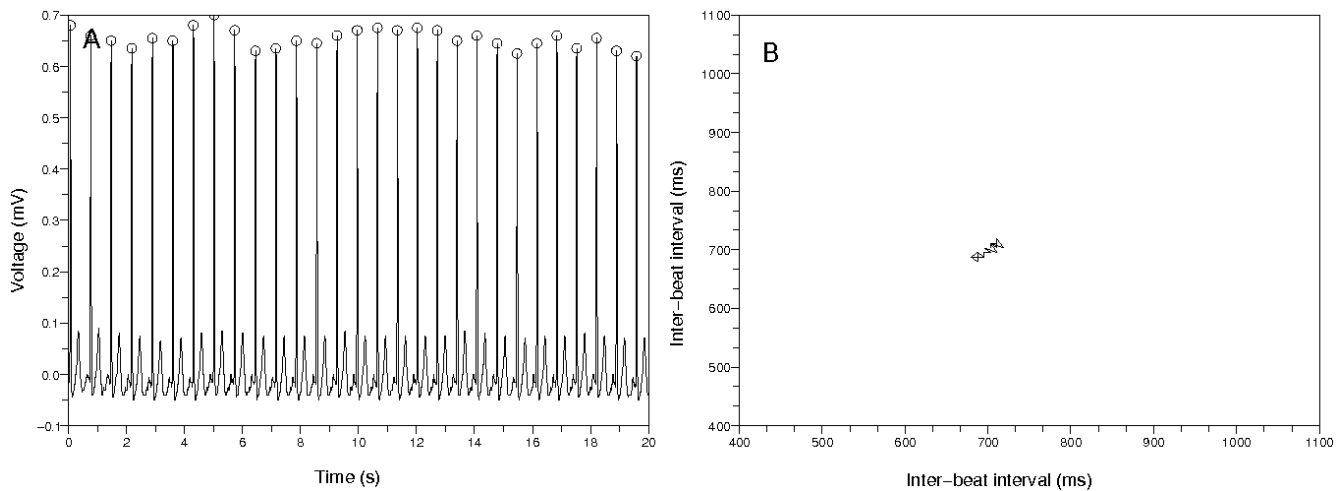 A
0.7
0.6
0.5
0.4
0.3
0.2
0.1
0.0
−0.1
0 2 4 6 8 10 12 14 16 18 20
Voltage (mV)
Time (s)
B
1100
1000
900
800
700
600
500
400
400 500 600 700 800 900 1000 1100
Inter−beat interval (ms)
Inter−beat interval (ms)